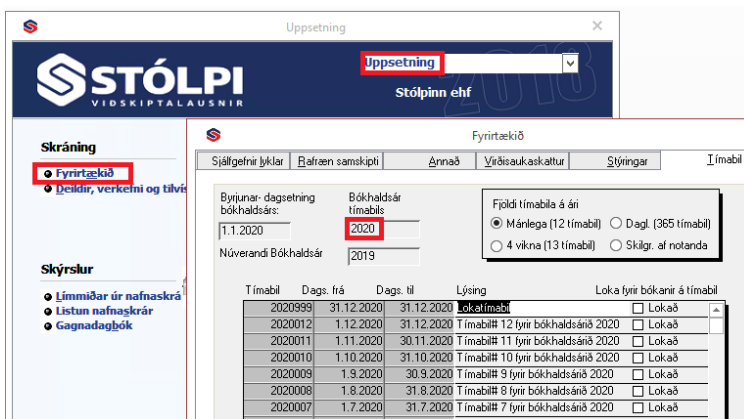 Uppsetning
STÓLPI
VIÐSKIPTALAUSNIR
Uppsetning
Stólpinn ehf
2018
Skráning
Fyrirtækið
Deildir, verkefni og tilvís
Skýrslur
Límmiðar úr nafnaskrá
Listun nafnaskrár
Gagnadagbók
Fyrirtækið
Sjálfgefnir lyklar Rafræn samskipti Annað Virðisaukaskattur Stýringar Tímabil
Byrjunar- dagsetning bókhaldsárs:
1.1.2020
Bókhaldsár tímabils
2020
Núverandi Bókhaldsár 2019
Fjöldi tímabila á ári
Mánlega (12 tímabil) Dagl. (365 tímabil)
4 vikna (13 tímabil) Skilgr. af notanda
Tímabil Dags. frá Dags. til Lýsing Loka fyrir bókanir á tímabil
2020999 31.12.2020 31.12.2020 Lokatímabil Lokað
2020012 1.12.2020 31.12.2020 Tímabil# 12 fyrir bókhaldsárið 2020 Lokað
2020011 1.11.2020 30.11.2020 Tímabil# 11 fyrir bókhaldsárið 2020 Lokað
2020010 1.10.2020 31.10.2020 Tímabil# 10 fyrir bókhaldsárið 2020 Lokað
2020009 1.9.2020 30.9.2020 Tímabil# 9 fyrir bókhaldsárið 2020 Lokað
2020008 1.8.2020 31.8.2020 Tímabil# 8 fyrir bókhaldsárið 2020 Lokað
2020007 1.7.2020 31.7.2020 Tímabil# 7 fyrir bókhaldsárið 2020 Lokað